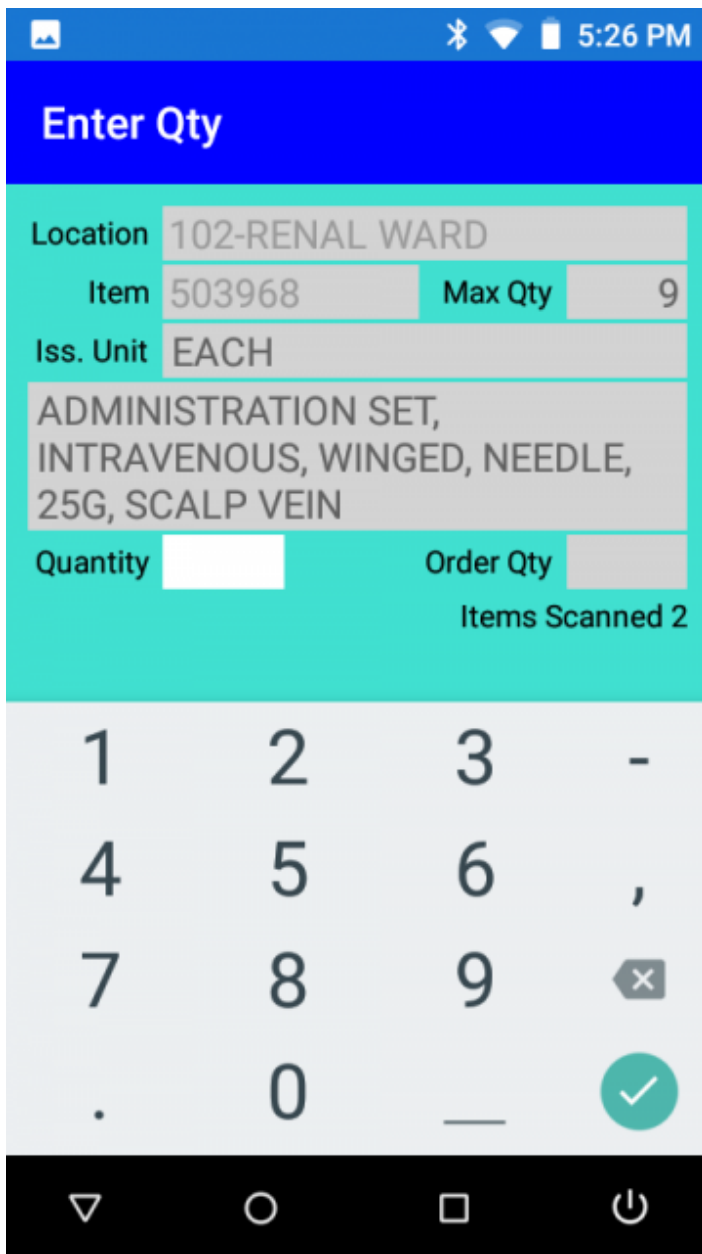 5:26 PM
Enter Qty
Location 102-RENAL WARD
Item 503968 Max Qty 9
Iss. Unit EACH
ADMINISTRATION SET,
INTRAVENOUS, WINGED, NEEDLE,
25G, SCALP VEIN
Quantity Order Qty
Items Scanned 2
1 2 3 -
4 5 6 ,
7 8 9
. 0 _